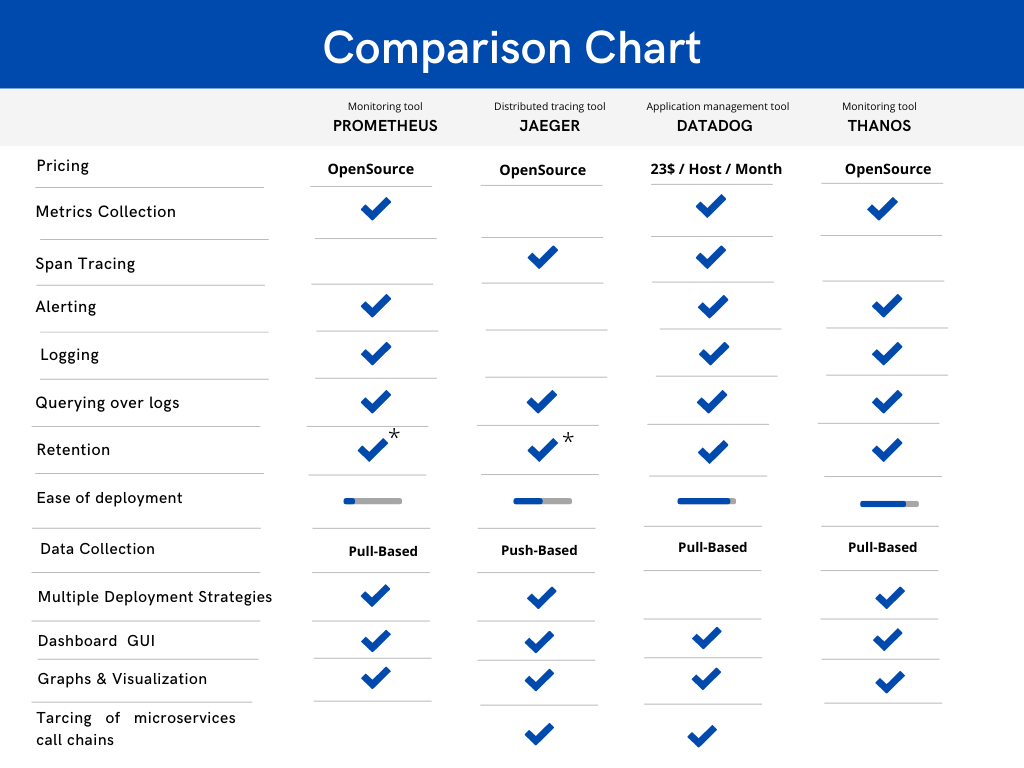 Comparison Chart
Monitoring tool Distributed tracing tool Application management tool Monitoring tool
PROMETHEUS JAEGER DATADOG THANOS
Pricing OpenSource OpenSource 23$ / Host / Month OpenSource
Metrics Collection
Span Tracing
Alerting
Logging
Querying over logs
Retention * *
Ease of deployment
Data Collection Pull-Based Push-Based Pull-Based Pull-Based
Multiple Deployment Strategies
Dashboard GUI
Graphs & Visualization
Tarcing of microservices
call chains